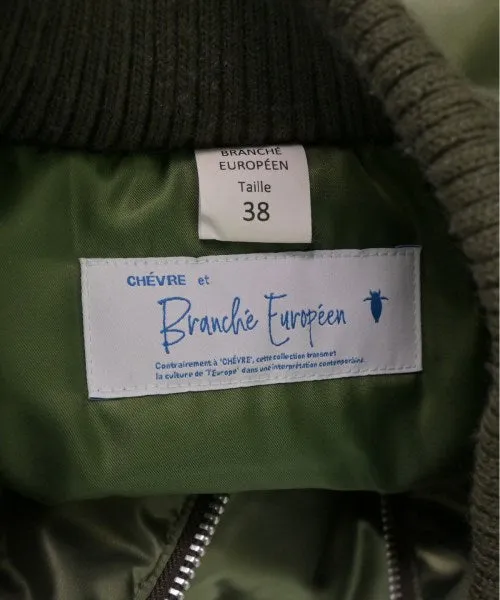 BRANCHÉ
EUROPÉEN
Taille
38
CHÉVRE et
Branché Européen
Contrairement à 'CHÉVRE', cette collection transmet
la culture de 'l'Europe' dans une interprétation contemporaine.